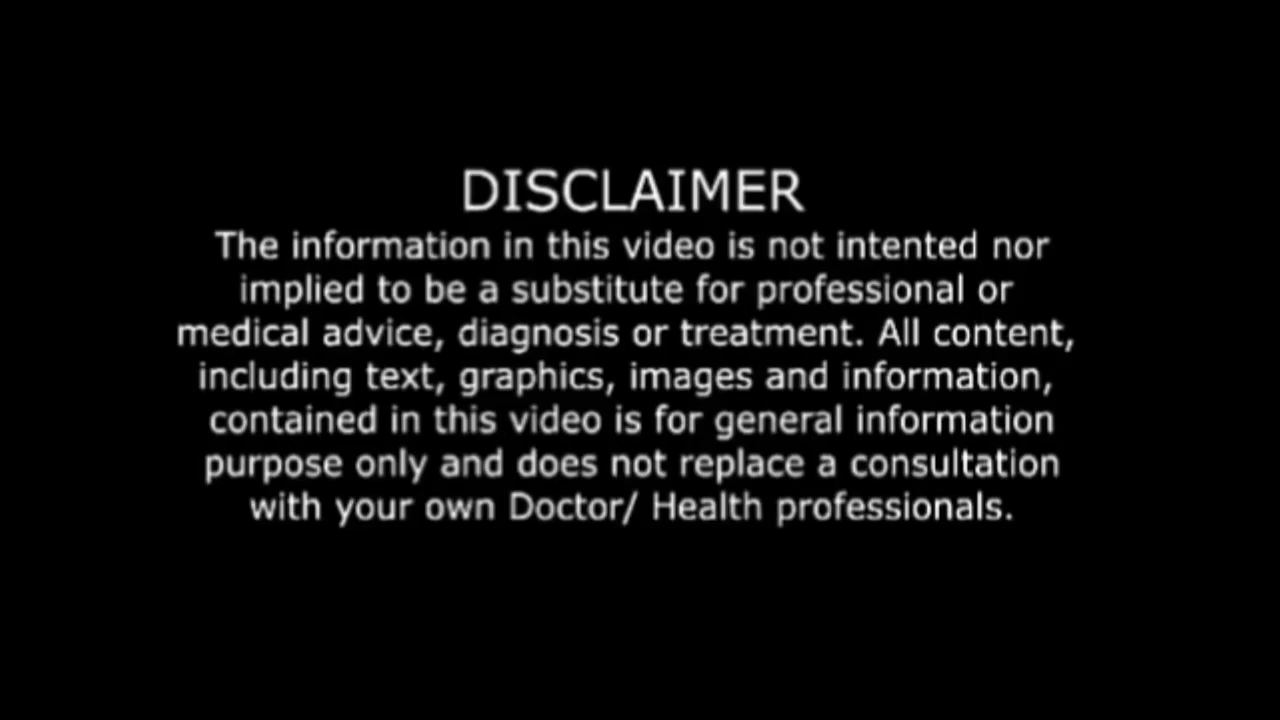 DISCLAIMER
The information in this video is not intented nor
implied to be a substitute for professional or
medical advice, diagnosis or treatment. All content,
including text, graphics, images and information,
contained in this video is for general information
purpose only and does not replace a consultation
with your own Doctor/ Health professionals.